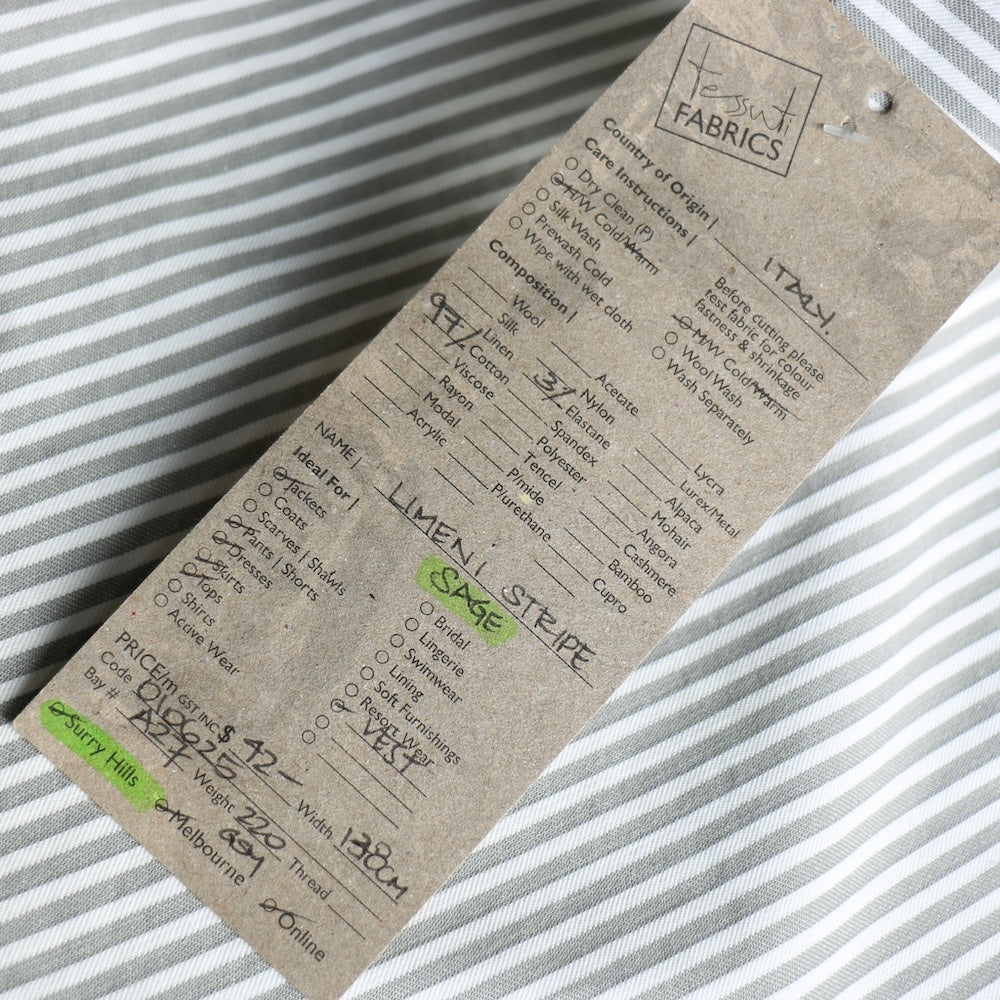 tessuti
FABRICS
Country of Origin | ITALY.
Care Instructions |
Dry Clean (P)
H/W Cold/Warm
Silk Wash
Prewash Cold
Wipe with wet cloth
Before cutting please
test fabric for colour
fastness & shrinkage
M/W Cold/Warm
Wool Wash
Wash Separately
Composition |
Wool
Silk
Linen
97% Cotton
Viscose
Rayon
Modal
Acrylic
Acetate
Nylon
3% Elastane
Spandex
Polyester
Tencel
P/mide
P/urethane
Lycra
Lurex/Metal
Alpaca
Mohair
Angora
Cashmere
Bamboo
Cupro
NAME | LIMENI STRIPE
SAGE
Ideal For |
Jackets
Coats
Scarves | Shawls
Pants | Shorts
Dresses
Skirts
Tops
Shirts
Active Wear
Bridal
Lingerie
Swimwear
Lining
Soft Furnishings
Resort Wear
VEST
PRICE/m GST INC $ 42-
Code 010025 Width 138cm
Bay # A27 Weight 220 GSM Thread
Surry Hills
Melbourne
Online